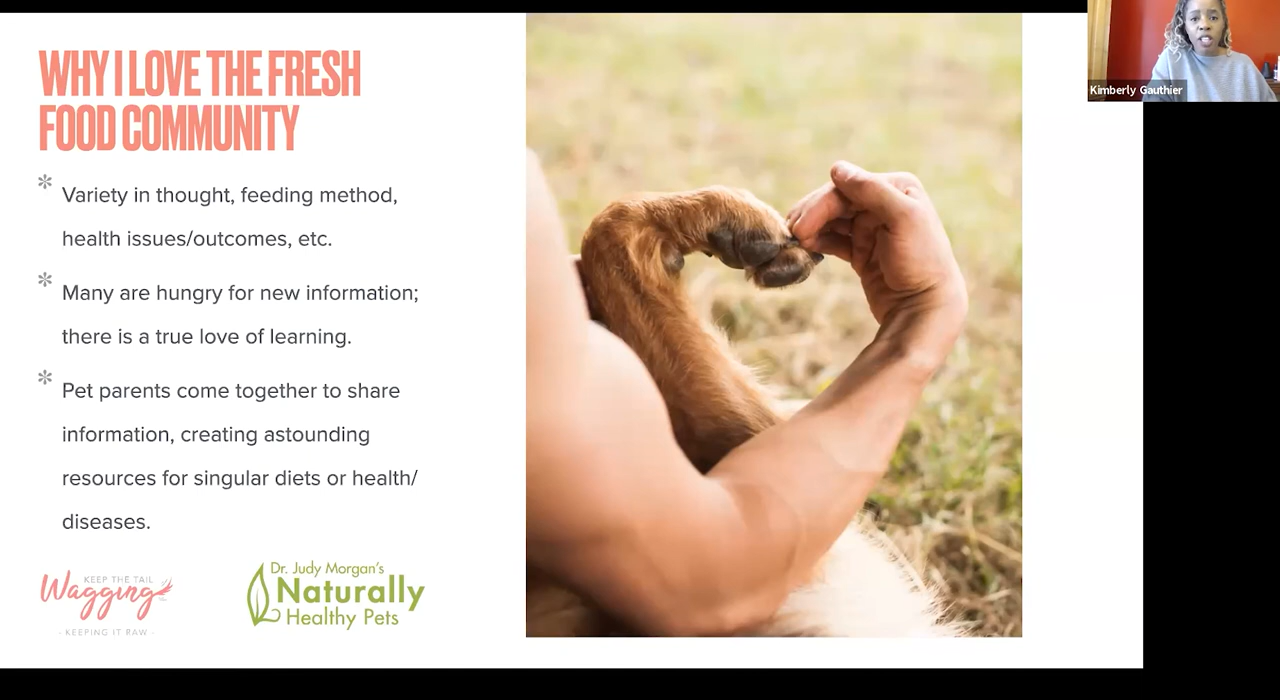 WHY I LOVE THE FRESH
FOOD COMMUNITY
* Variety in thought, feeding method,
health issues/outcomes, etc.
* Many are hungry for new information;
there is a true love of learning.
* Pet parents come together to share
information, creating astounding
resources for singular diets or health/
diseases.
KEEP THE TAIL
Wagging
- KEEPING IT RAW -
Dr. Judy Morgan's
Naturally
Healthy Pets
Kimberly Gauthier